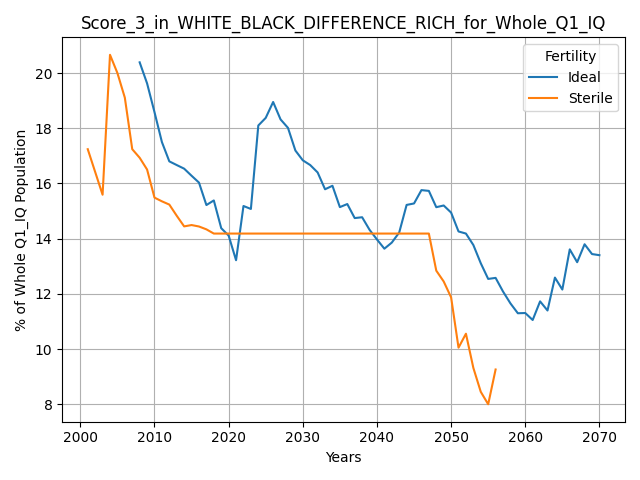 Score_3_in_WHITE_BLACK_DIFFERENCE_RICH_for_Whole_Q1_IQ
Fertility
Ideal
Sterile
% of Whole Q1_IQ Population
20
18
16
14
12
10
8
2000 2010 2020 2030 2040 2050 2060 2070
Years